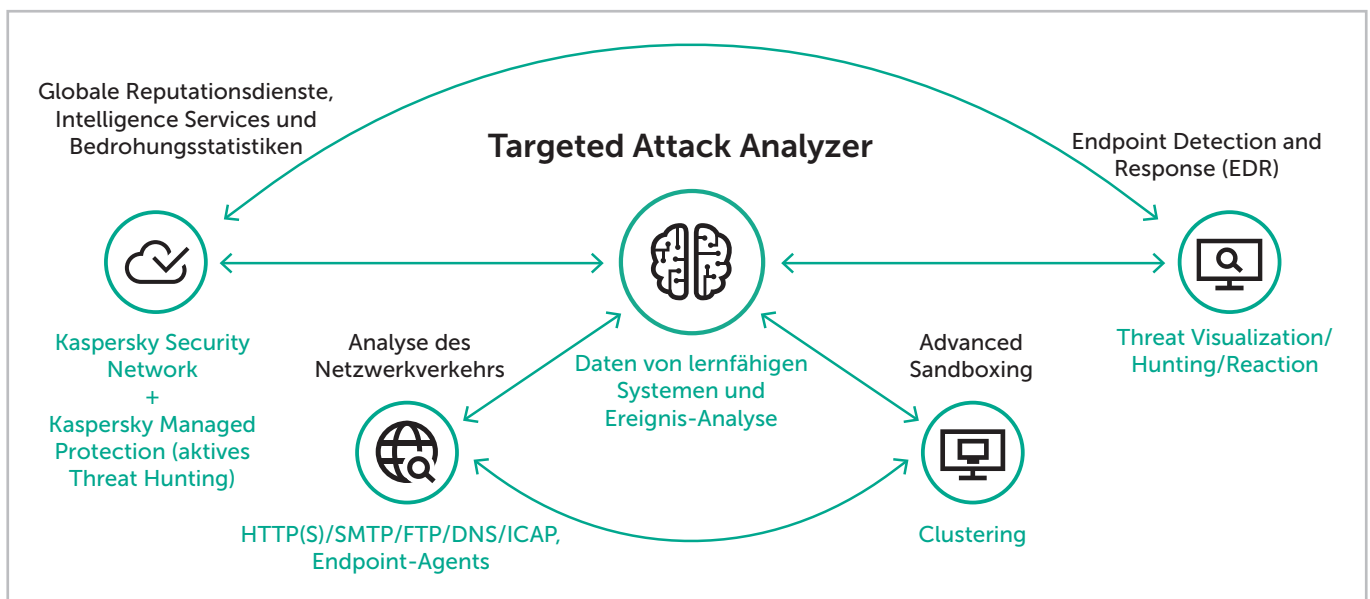 Globale Reputationsdienste,
Intelligence Services und
Bedrohungsstatistiken
Kaspersky Security
Network
+
Kaspersky Managed
Protection (aktives
Threat Hunting)
Targeted Attack Analyzer
Daten von lernfähigen
Systemen und
Ereignis-Analyse
Analyse des
Netzwerkverkehrs
HTTP(S)/SMTP/FTP/DNS/ICAP,
Endpoint-Agents
Advanced
Sandboxing
Clustering
Endpoint Detection and
Response (EDR)
Threat Visualization/
Hunting/Reaction